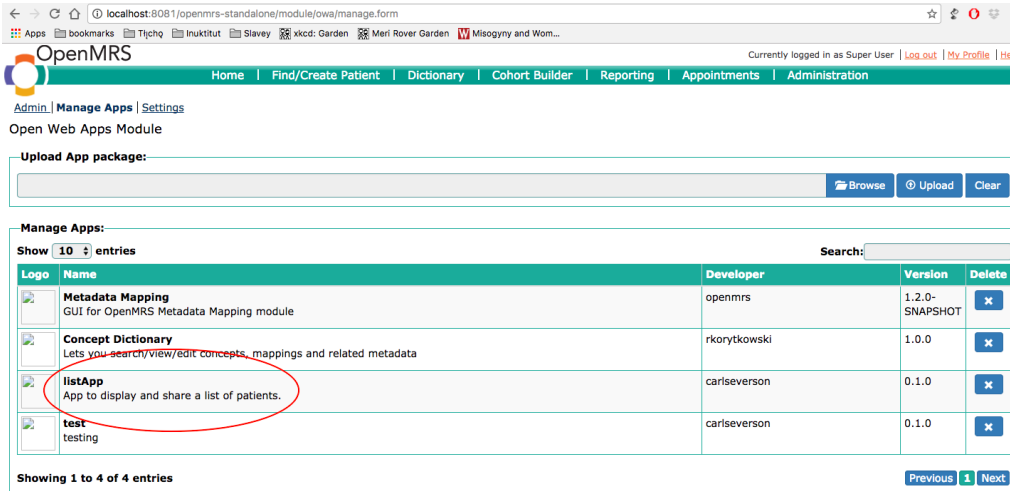 localhost:8081/openmrs-standalone/module/owa/manage.form
Apps bookmarks Tłı̨chǫ Inuktitut Slavey xkcd: Garden Meri Rover Garden Misogyny and Wom...
OpenMRS
Currently logged in as Super User | Log out | My Profile | He
Home | Find/Create Patient | Dictionary | Cohort Builder | Reporting | Appointments | Administration
Admin | Manage Apps | Settings
Open Web Apps Module
Upload App package:
Browse Upload Clear
Manage Apps:
Show 10 entries Search:
Logo Name Developer Version Delete
Metadata Mapping openmrs 1.2.0-
GUI for OpenMRS Metadata Mapping module SNAPSHOT
Concept Dictionary rkorytkowski 1.0.0
Lets you search/view/edit concepts, mappings and related metadata
listApp carlseverson 0.1.0
App to display and share a list of patients.
test carlseverson 0.1.0
testing
Showing 1 to 4 of 4 entries Previous 1 Next